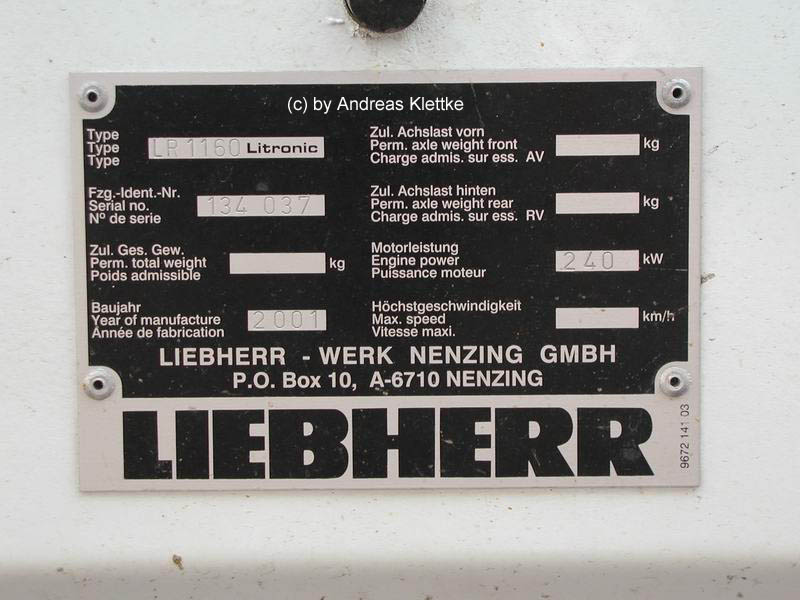 (c) by Andreas Klettke
Type
Type LR 1160 Litronic
Type
Fzg.-Ident.-Nr.
Serial no. 134 037
Nº de serie
Zul. Ges. Gew.
Perm. total weight kg
Poids admissible
Baujahr
Year of manufacture 2001
Année de fabrication
Zul. Achslast vorn
Perm. axle weight front kg
Charge admis. sur ess. AV
Zul. Achslast hinten
Perm. axle weight rear kg
Charge admis. sur ess. RV
Motorleistung
Engine power 240 kW
Puissance moteur
Höchstgeschwindigkeit
Max. speed km/h
Vitesse maxi.
LIEBHERR - WERK NENZING GMBH
P.O. Box 10, A-6710 NENZING
LIEBHERR
9672 141 03